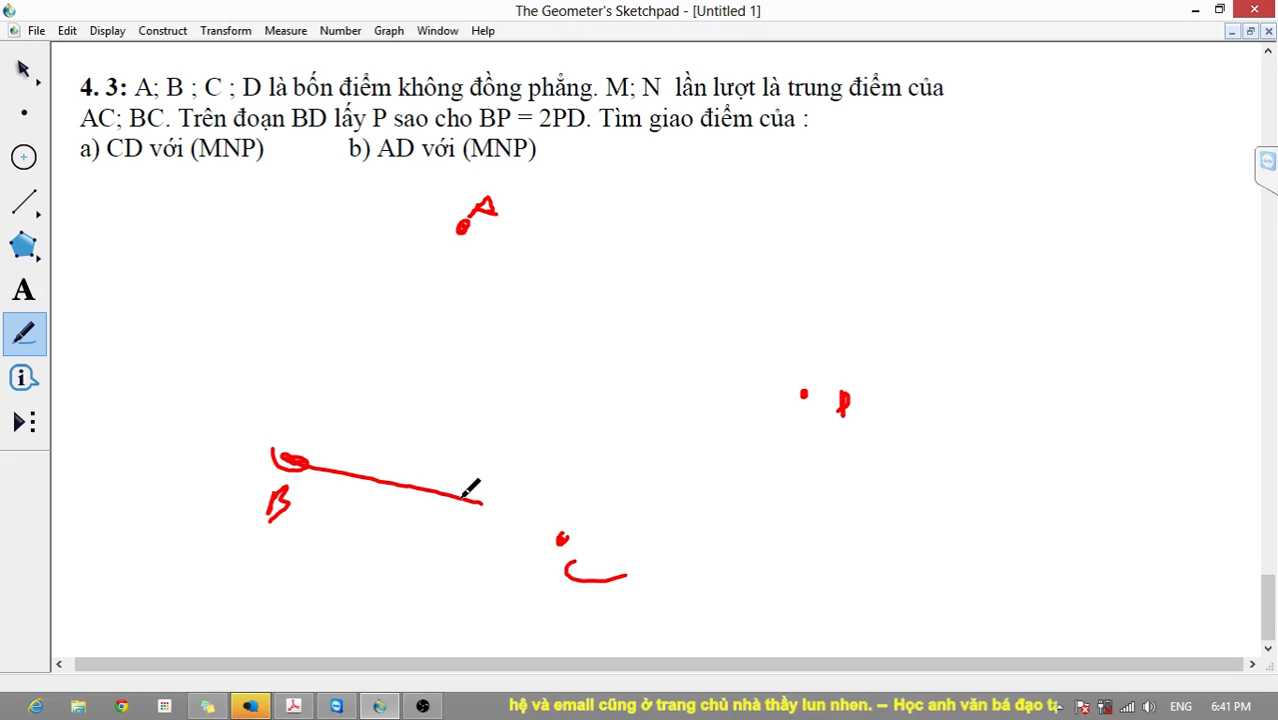 The Geometer's Sketchpad - [Untitled 1]
File Edit Display Construct Transform Measure Number Graph Window Help
4. 3: A; B ; C ; D là bốn điểm không đồng phẳng. M; N lần lượt là trung điểm của
AC; BC. Trên đoạn BD lấy P sao cho BP = 2PD. Tìm giao điểm của :
a) CD với (MNP) b) AD với (MNP)
A
B
C
A
hệ và email cũng ở trang chủ nhà thầy lun nhen. – Học anh văn bá đạo tạ
ENG 6:41 PM